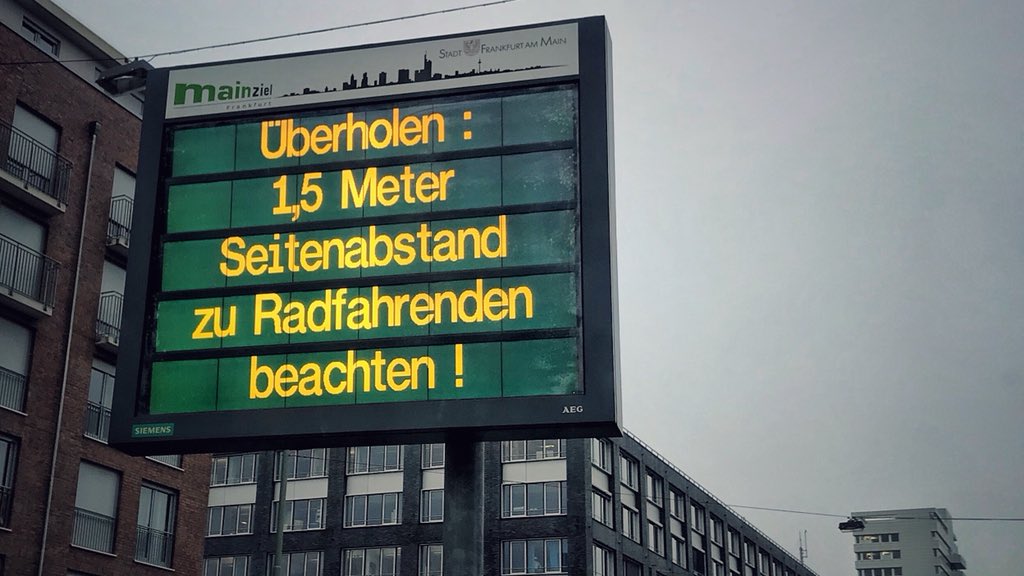 mainziel
Frankfurt
STADT FRANKFURT AM MAIN
Überholen :
1,5 Meter
Seitenabstand
zu Radfahrenden
beachten !
SIEMENS
AEG